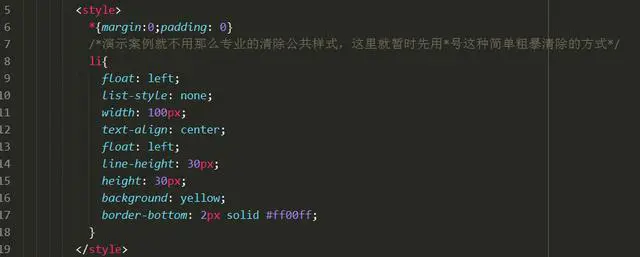 5 <style>
6 *{margin:0;padding: 0}
7 /*演示案例就不用那么专业的清除公共样式，这里就暂时先用*号这种简单粗暴清除的方式*/
8 li{
9 float: left;
10 list-style: none;
11 width: 100px;
12 text-align: center;
13 float: left;
14 line-height: 30px;
15 height: 30px;
16 background: yellow;
17 border-bottom: 2px solid #ff00ff;
18 }
19 </style>